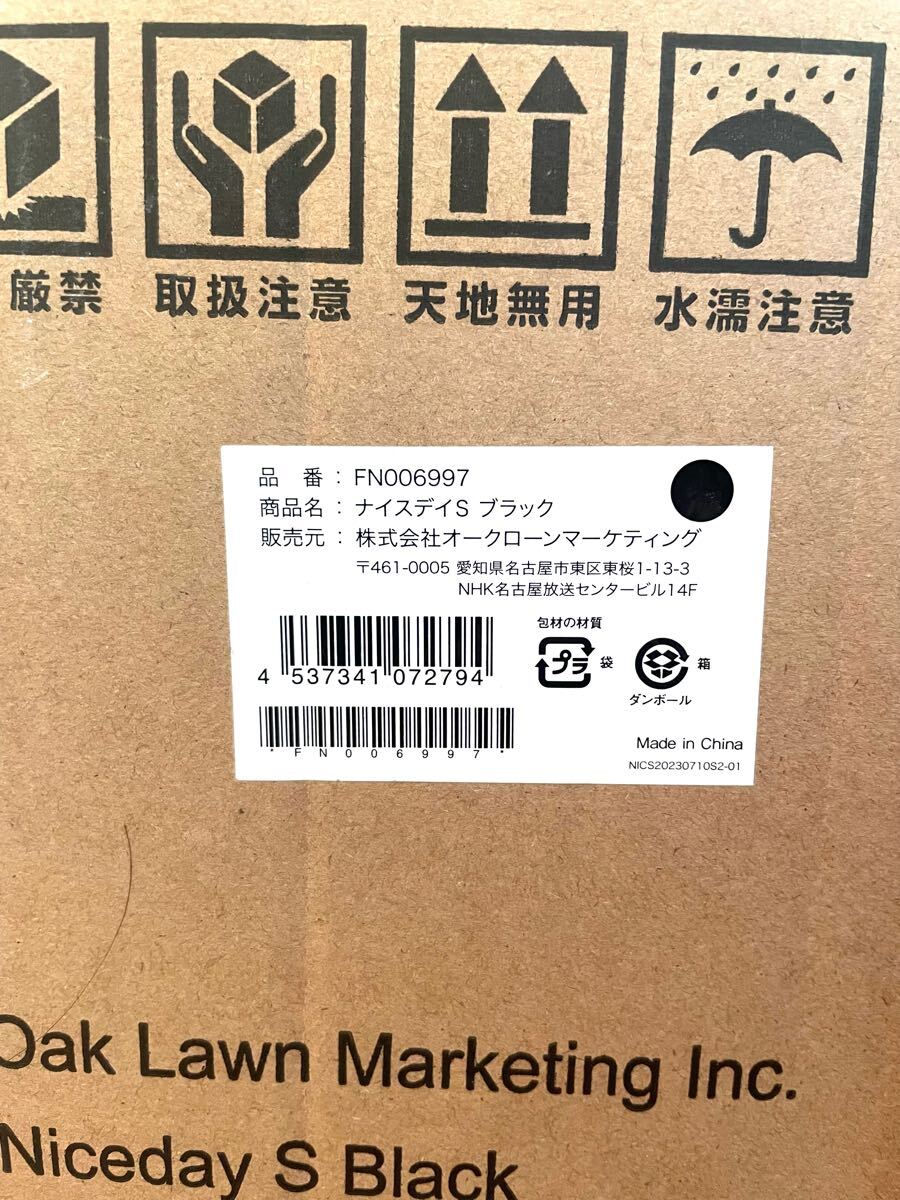 厳禁
取扱注意
天地無用
水濡注意
品 番 : FN006997
商品名 : ナイスデイS ブラック
販売元 : 株式会社オークローンマーケティング
〒461-0005 愛知県名古屋市東区東桜1-13-3
NHK名古屋放送センタービル14F
包材の材質
プラ 袋
箱
ダンボール
4 537341 072794
*FN006997*
Made in China
NICS20230710S2-01
Oak Lawn Marketing Inc.
Niceday S Black